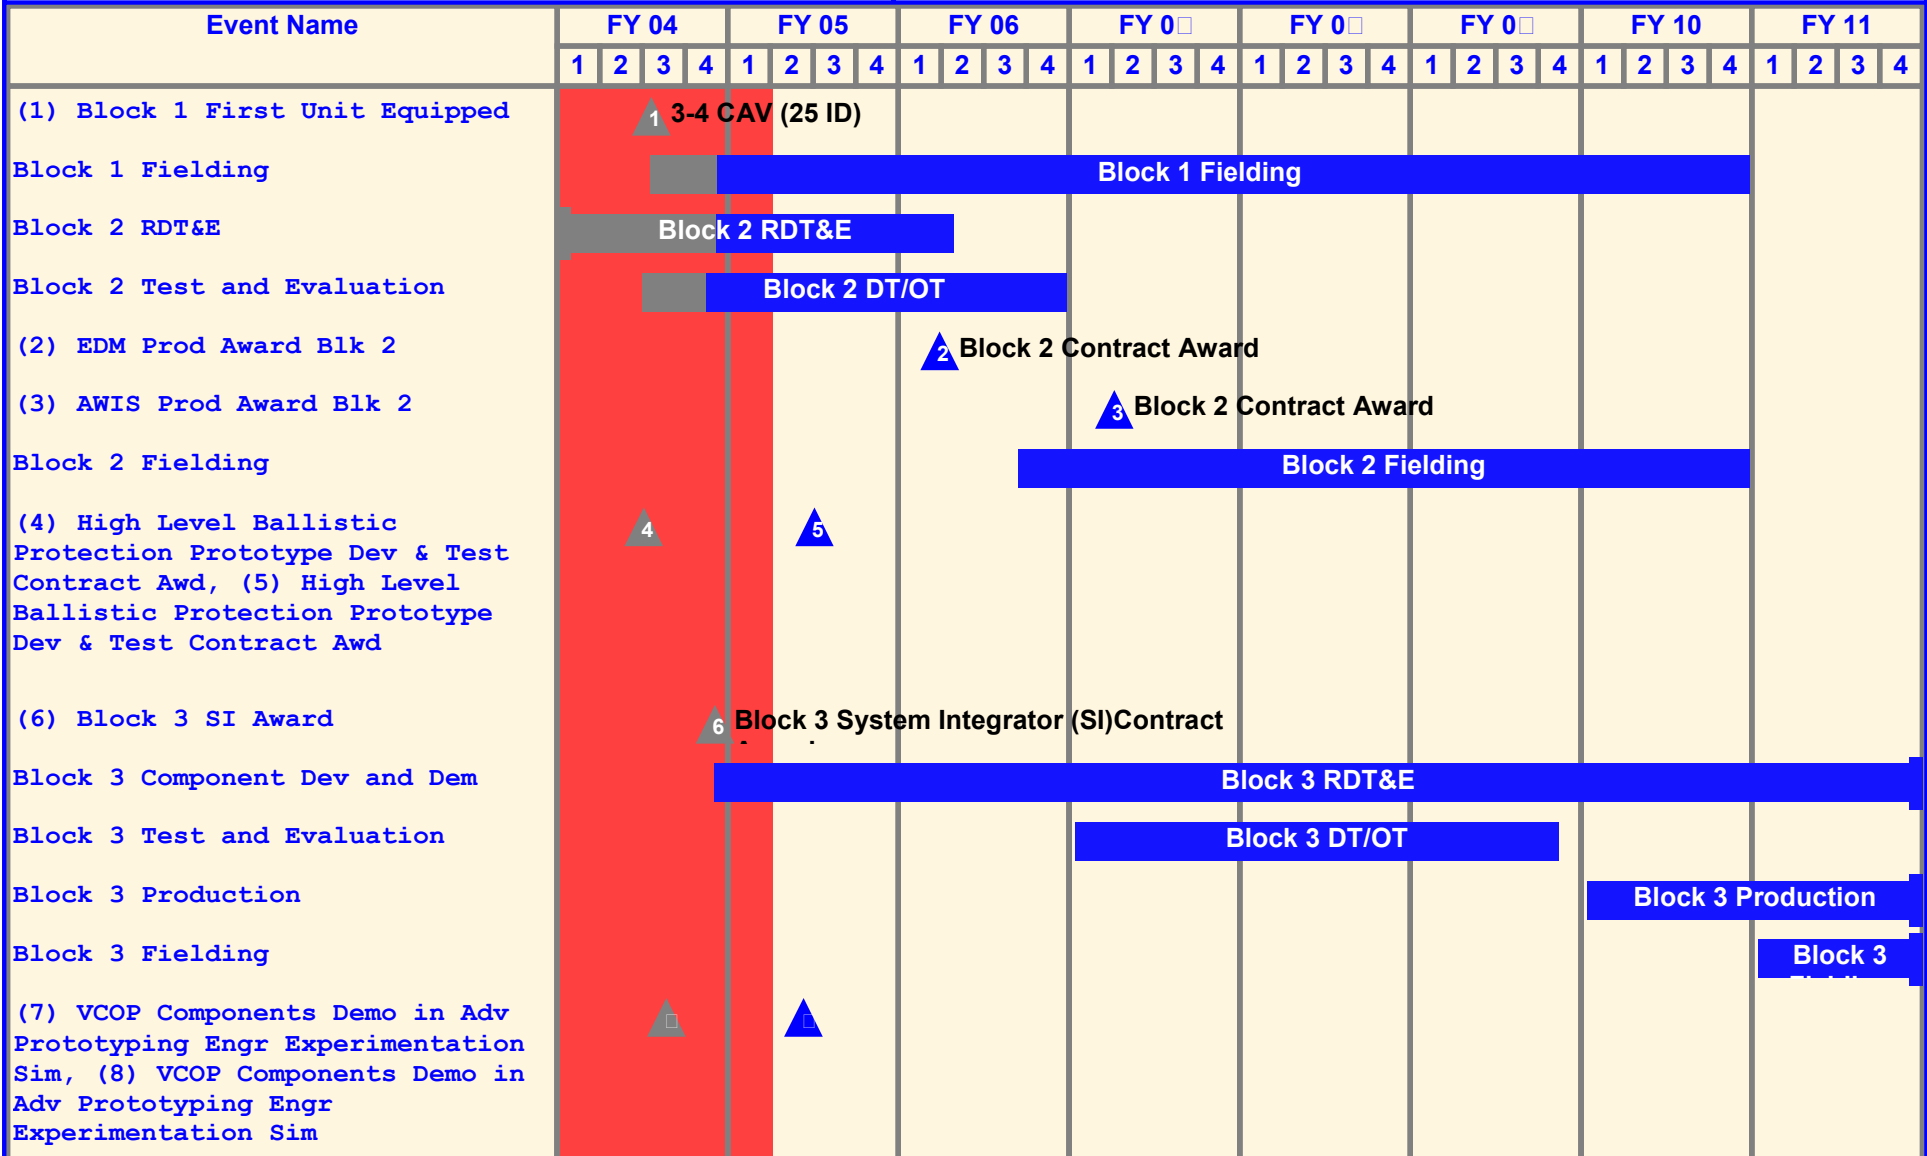 Event Name FY 04 FY 05 FY 06 FY 0□ FY 0□ FY 0□ FY 10 FY 11
1 2 3 4 1 2 3 4 1 2 3 4 1 2 3 4 1 2 3 4 1 2 3 4 1 2 3 4 1 2 3 4
(1) Block 1 First Unit Equipped 1 3-4 CAV (25 ID)
Block 1 Fielding Block 1 Fielding
Block 2 RDT&E Block 2 RDT&E
Block 2 Test and Evaluation Block 2 DT/OT
(2) EDM Prod Award Blk 2 2 Block 2 Contract Award
(3) AWIS Prod Award Blk 2 3 Block 2 Contract Award
Block 2 Fielding Block 2 Fielding
(4) High Level Ballistic 4 5
Protection Prototype Dev & Test
Contract Awd, (5) High Level
Ballistic Protection Prototype
Dev & Test Contract Awd
(6) Block 3 SI Award 6 Block 3 System Integrator (SI)Contract
Block 3 Component Dev and Dem Block 3 RDT&E
Block 3 Test and Evaluation Block 3 DT/OT
Block 3 Production Block 3 Production
Block 3 Fielding Block 3
(7) VCOP Components Demo in Adv □ □
Prototyping Engr Experimentation
Sim, (8) VCOP Components Demo in
Adv Prototyping Engr
Experimentation Sim